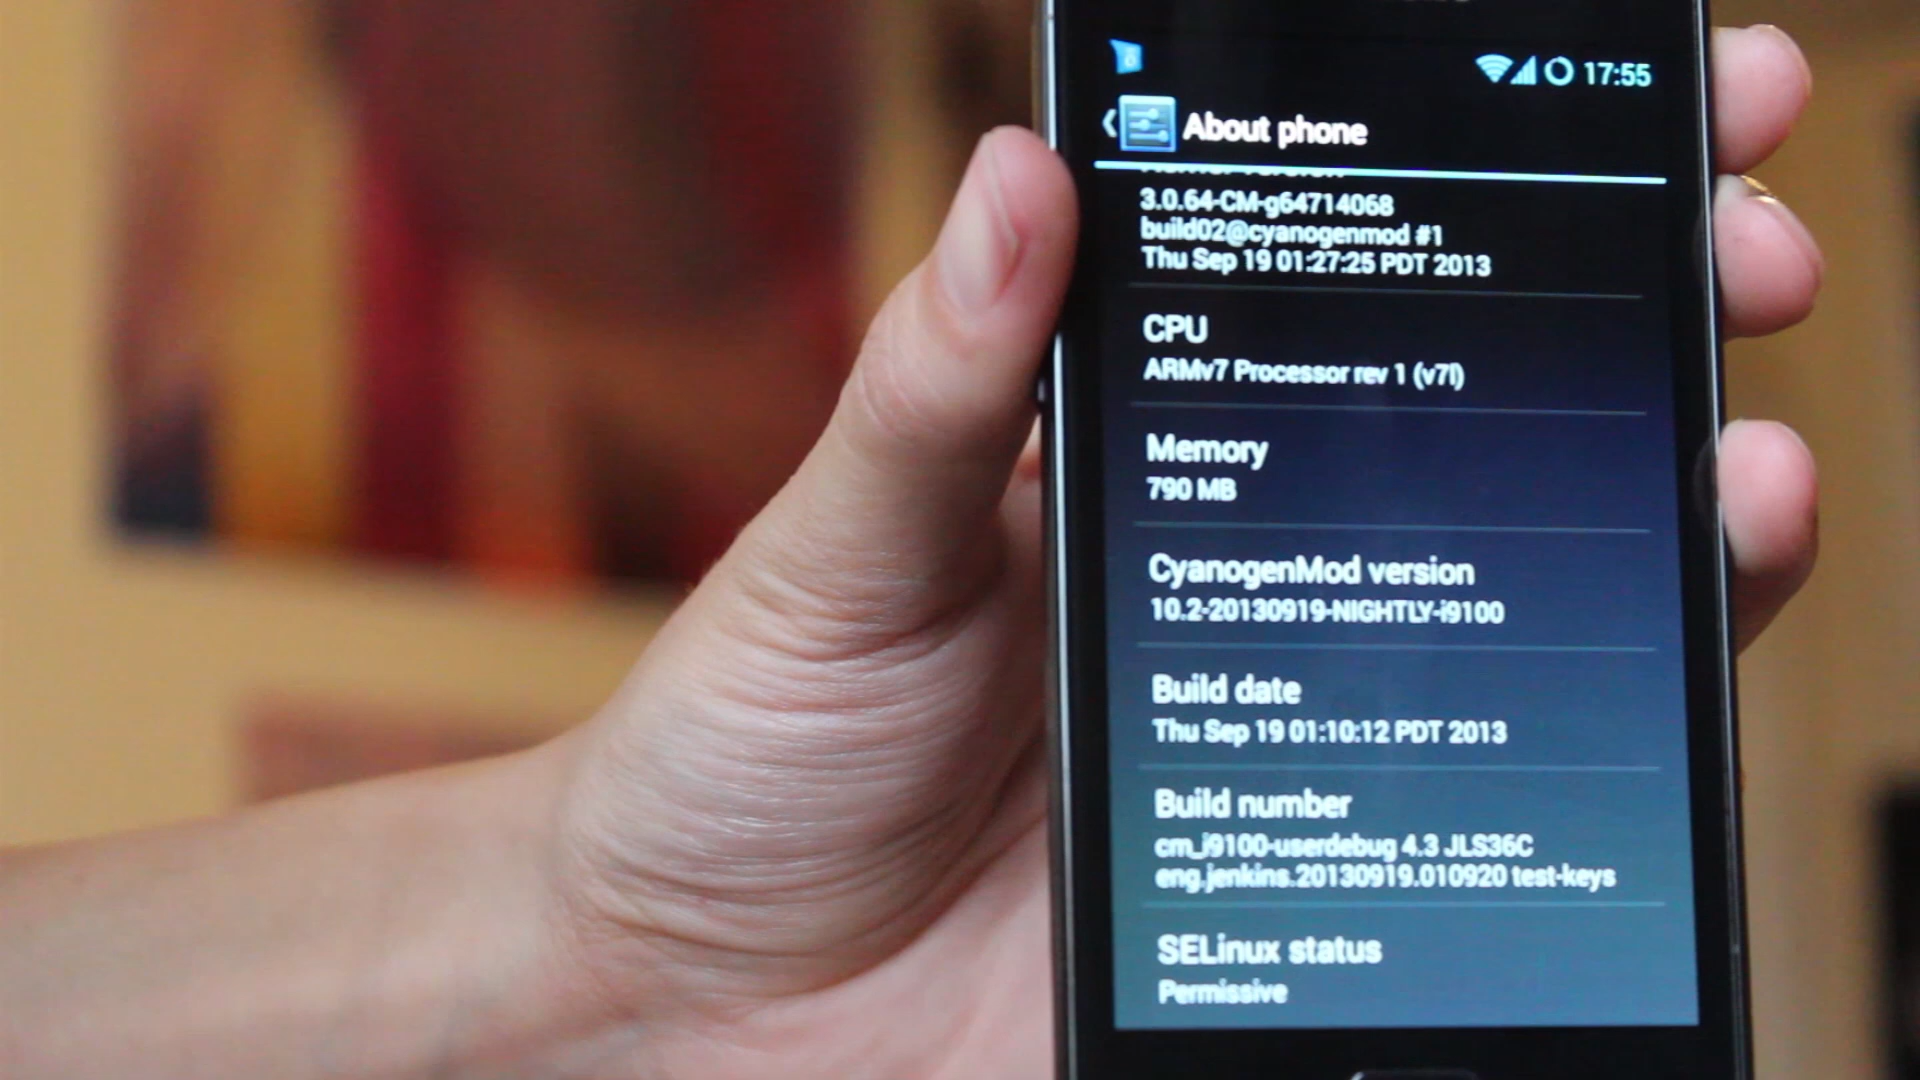 17:55
About phone
3.0.64-CM-g64714068
build02@cyanogenmod #1
Thu Sep 19 01:27:25 PDT 2013
CPU
ARMv7 Processor rev 1 (v7l)
Memory
790 MB
CyanogenMod version
10.2-20130919-NIGHTLY-i9100
Build date
Thu Sep 19 01:10:12 PDT 2013
Build number
cm_i9100-userdebug 4.3 JLS36C
eng.jenkins.20130919.010920 test-keys
SELinux status
Permissive